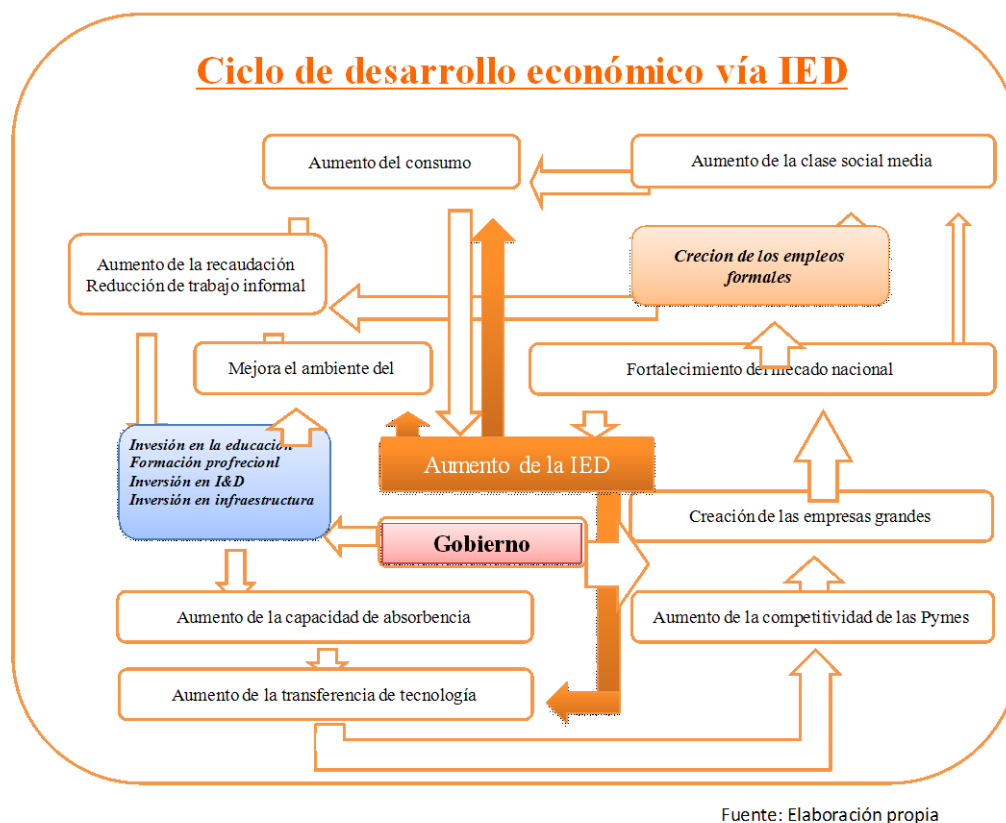 Ciclo de desarrollo económico vía IED
Aumento del consumo
Aumento de la clase social media
Aumento de la recaudación
Reducción de trabajo informal
Crecion de los empleos
formales
Mejora el ambiente del
Fortalecimiento del mecado nacional
Invesión en la educación
Formación profrecionl
Inversión en I&D
Inversión en infraestructura
Aumento de la IED
Creación de las empresas grandes
Gobierno
Aumento de la capacidad de absorbencia
Aumento de la competitividad de las Pymes
Aumento de la transferencia de tecnología
Fuente: Elaboración propia